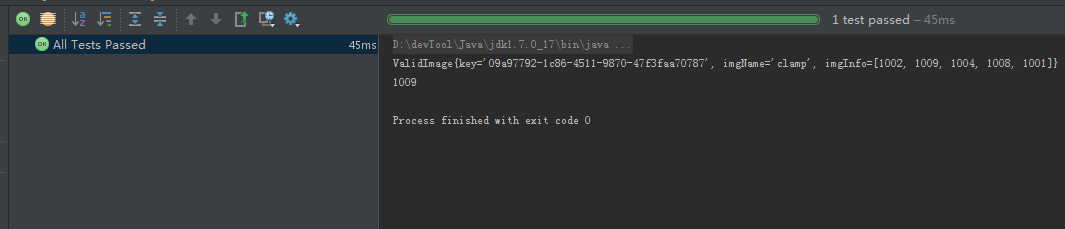 1 test passed – 45ms
All Tests Passed 45ms
D:\devTool\Java\jdk1.7.0_17\bin\java ...
ValidImage{key='09a97792-1c86-4511-9870-47f3faa70787', imgName='clamp', imgInfo=[1002, 1009, 1004, 1008, 1001]}
1009
Process finished with exit code 0